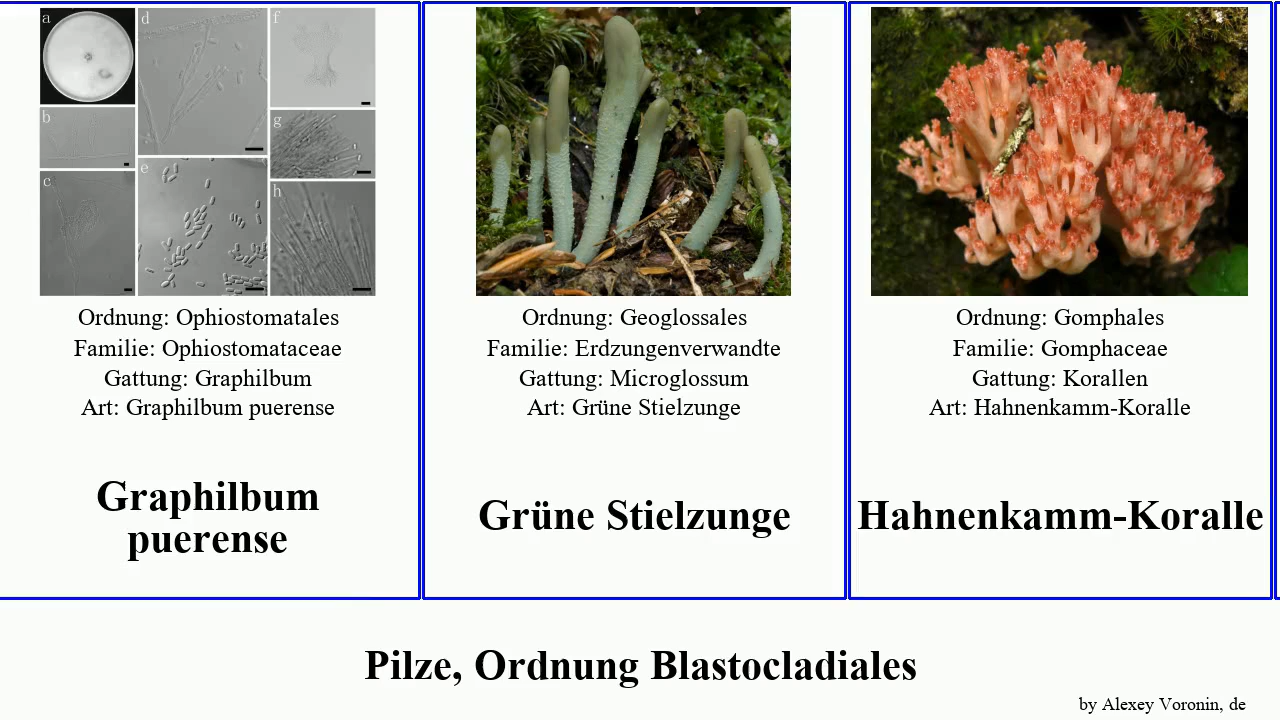 a
d
f
b
g
c
e
h
Ordnung: Ophiostomatales
Familie: Ophiostomataceae
Gattung: Graphilbum
Art: Graphilbum puerense
Graphilbum
puerense
Ordnung: Geoglossales
Familie: Erdzungenverwandte
Gattung: Microglossum
Art: Grüne Stielzunge
Grüne Stielzunge
Ordnung: Gomphales
Familie: Gomphaceae
Gattung: Korallen
Art: Hahnenkamm-Koralle
Hahnenkamm-Koralle
Pilze, Ordnung Blastocladiales
by Alexey Voronin, de